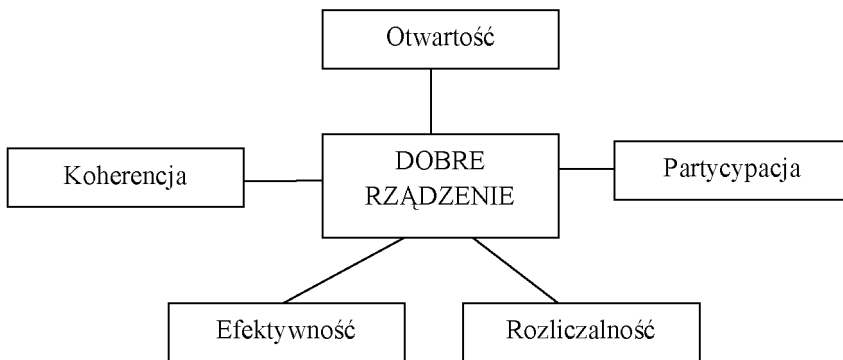 Otwartość
Koherencja
DOBRE
RZĄDZENIE
Partycypacja
Efektywność
Rozliczalność